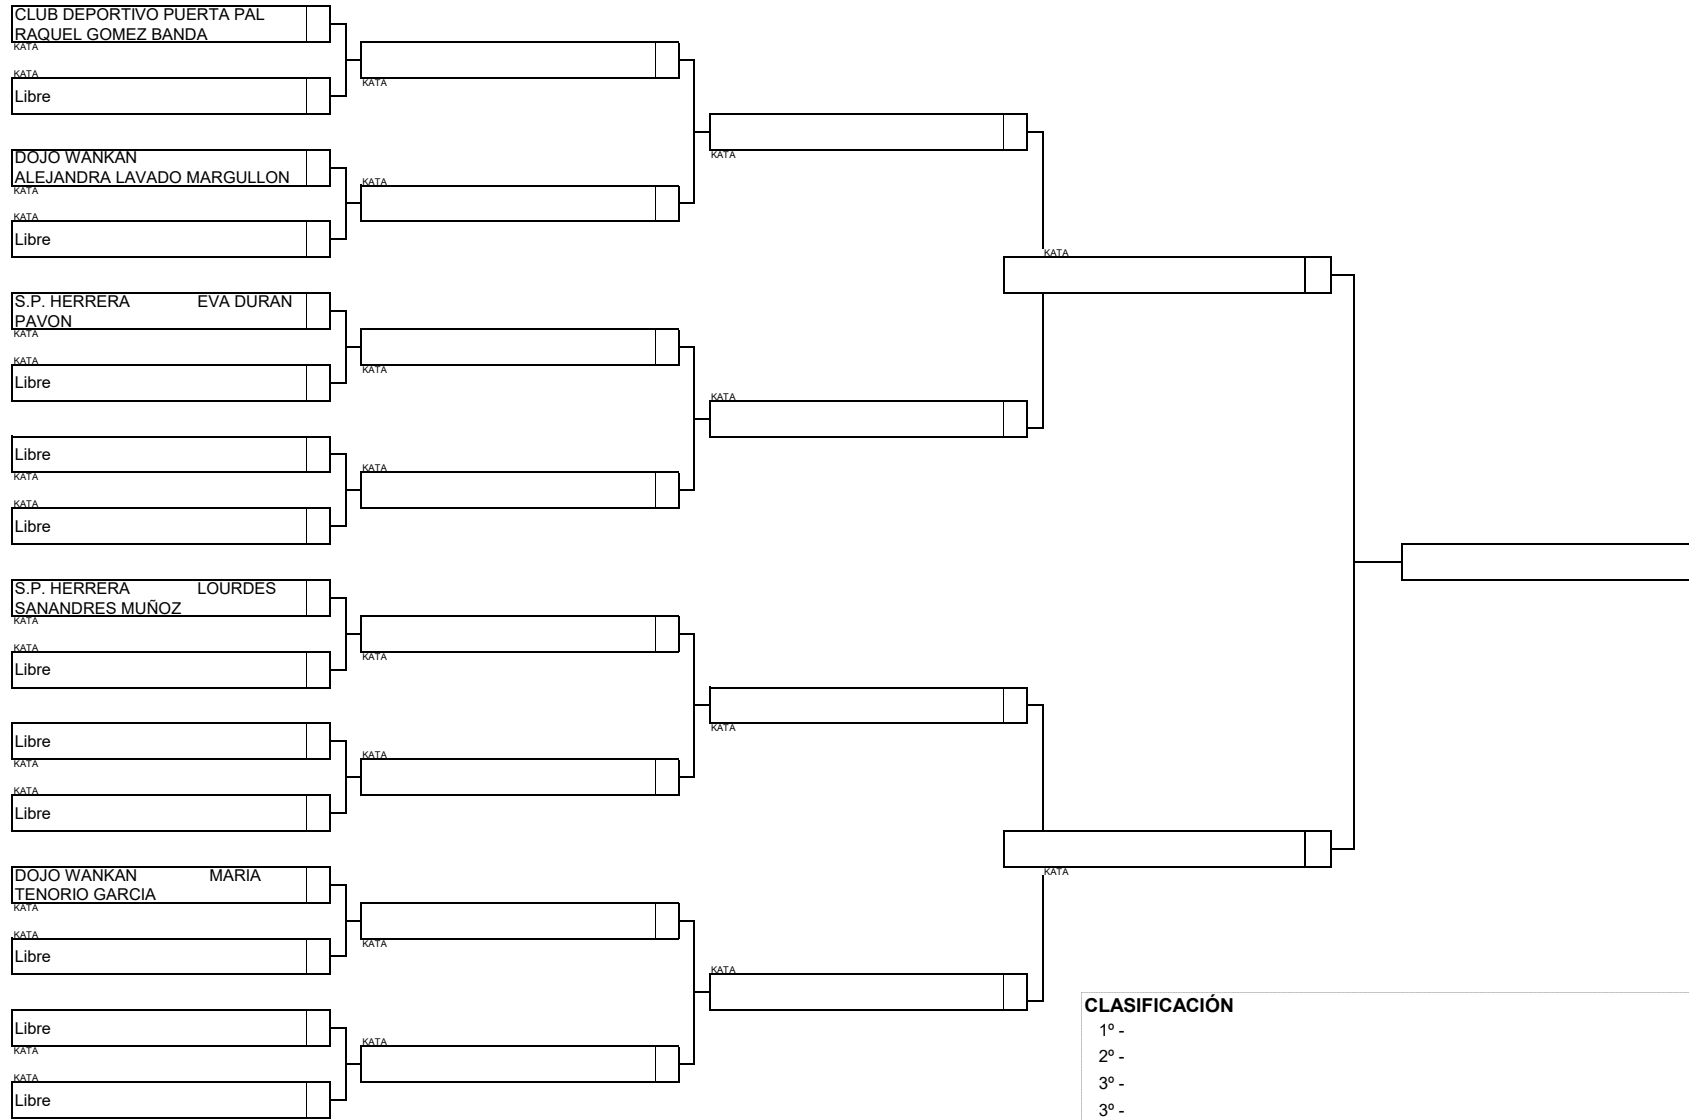 CLUB DEPORTIVO PUERTA PAL
RAQUEL GOMEZ BANDA
KATA
KATA
Libre
DOJO WANKAN
ALEJANDRA LAVADO MARGULLON
KATA
KATA
Libre
S.P. HERRERA EVA DURAN
PAVON
KATA
KATA
Libre
Libre
KATA
KATA
Libre
S.P. HERRERA LOURDES
SANANDRES MUÑOZ
KATA
KATA
Libre
Libre
KATA
KATA
Libre
DOJO WANKAN MARIA
TENORIO GARCIA
KATA
KATA
Libre
Libre
KATA
KATA
Libre
KATA
KATA
KATA
KATA
KATA
KATA
KATA
KATA
KATA
KATA
KATA
KATA
KATA
KATA
CLASIFICACIÓN
1º -
2º -
3º -
3º -